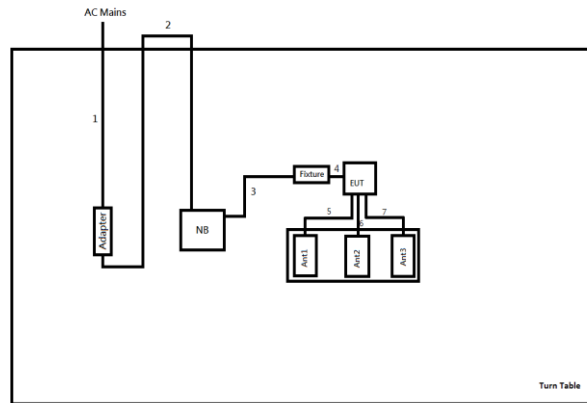 AC Mains
2
1
Fixture
4
EUT
3
5
6
7
Adapter
NB
Ant1
Ant2
Ant3
Turn Table